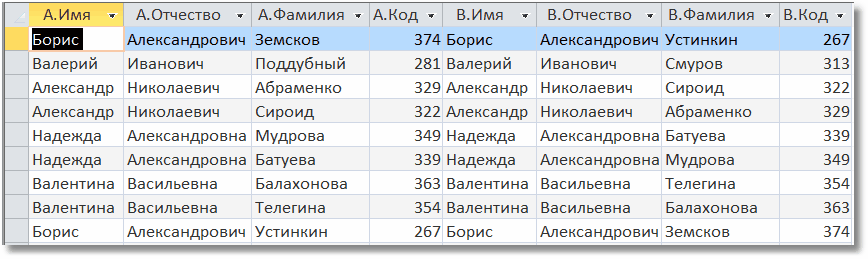 А.Имя А.Отчество А.Фамилия А.Код В.Имя В.Отчество В.Фамилия В.Код
Борис Александрович Земсков 374 Борис Александрович Устинкин 267
Валерий Иванович Поддубный 281 Валерий Иванович Смуров 313
Александр Николаевич Абраменко 329 Александр Николаевич Сироид 322
Александр Николаевич Сироид 322 Александр Николаевич Абраменко 329
Надежда Александровна Мудрова 349 Надежда Александровна Батуева 339
Надежда Александровна Батуева 339 Надежда Александровна Мудрова 349
Валентина Васильевна Балахонова 363 Валентина Васильевна Телегина 354
Валентина Васильевна Телегина 354 Валентина Васильевна Балахонова 363
Борис Александрович Устинкин 267 Борис Александрович Земсков 374